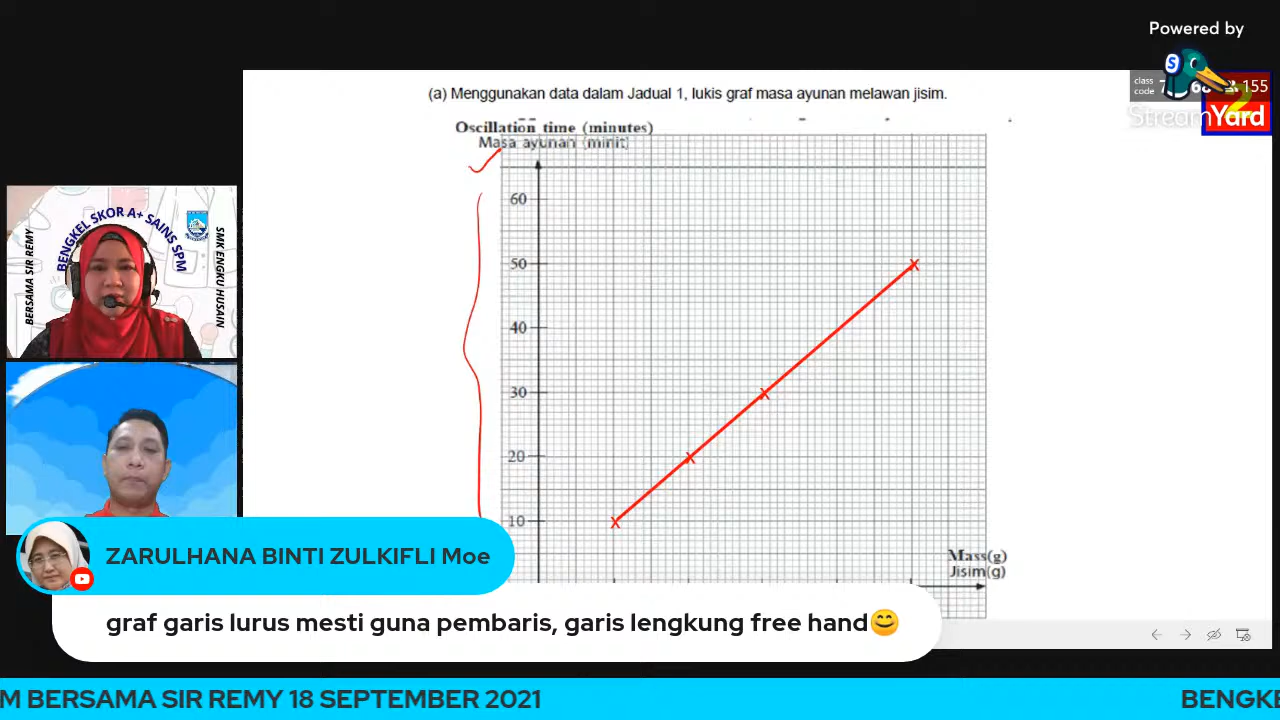 Powered by
StreamYard
class code
155
(a) Menggunakan data dalam Jadual 1, lukis graf masa ayunan melawan jisim.
Oscillation time (minutes)
Masa ayunan (minit)
60
50
40
30
20
10
Mass(g)
Jisim(g)
BENGKEL SKOR A+ SAINS SPM
BERSAMA SIR REMY
SMK ENGKU HUSAIN
ZARULHANA BINTI ZULKIFLI Moe
graf garis lurus mesti guna pembaris, garis lengkung free hand😊
M BERSAMA SIR REMY 18 SEPTEMBER 2021
BENGKE